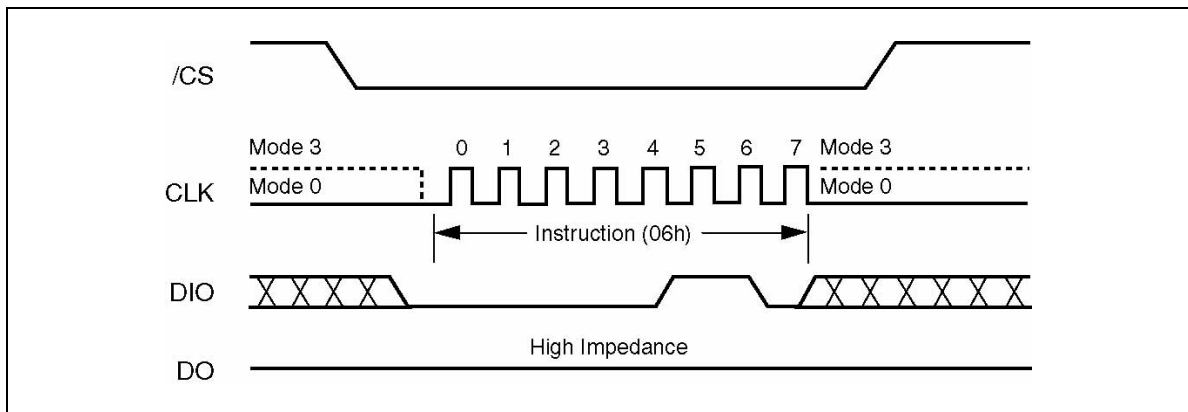 /CS
Mode 3 0 1 2 3 4 5 6 7 Mode 3
CLK Mode 0 Mode 0
Instruction (06h)
DIO
High Impedance
DO